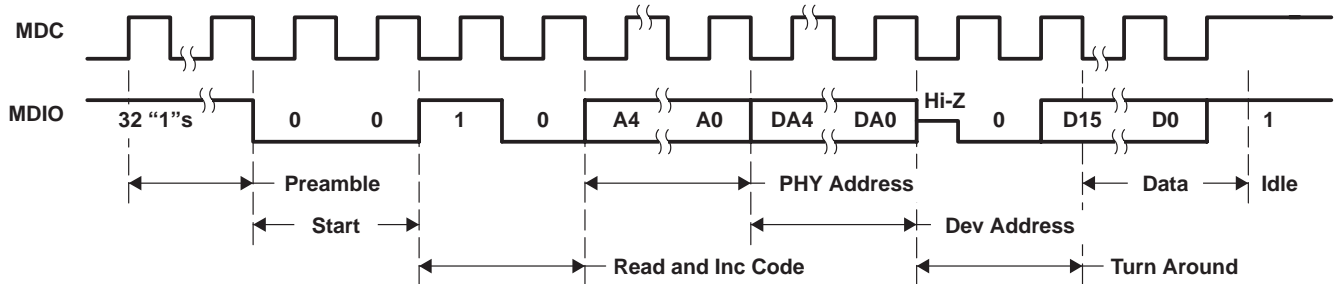 MDC
MDIO
32 “1”s 0 0 1 0 A4 A0 DA4 DA0 Hi-Z 0 D15 D0 1
Preamble PHY Address Data Idle
Start Dev Address
Read and Inc Code Turn Around